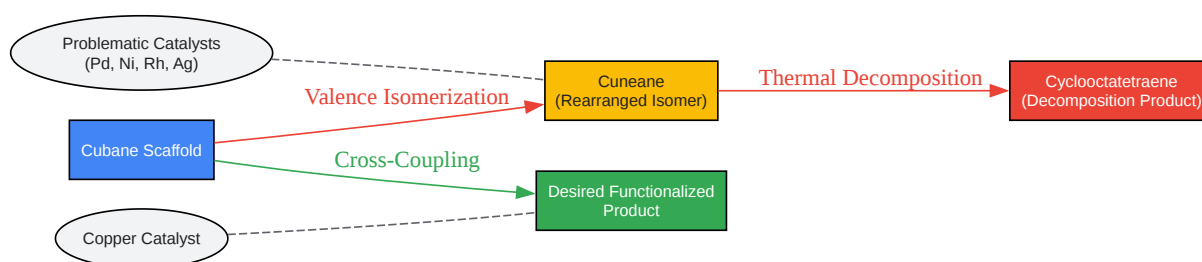 Problematic Catalysts
(Pd, Ni, Rh, Ag)
Valence Isomerization
Cuneane
(Rearranged Isomer)
Thermal Decomposition
Cyclooctatetraene
(Decomposition Product)
Cubane Scaffold
Cross-Coupling
Desired Functionalized
Product
Copper Catalyst